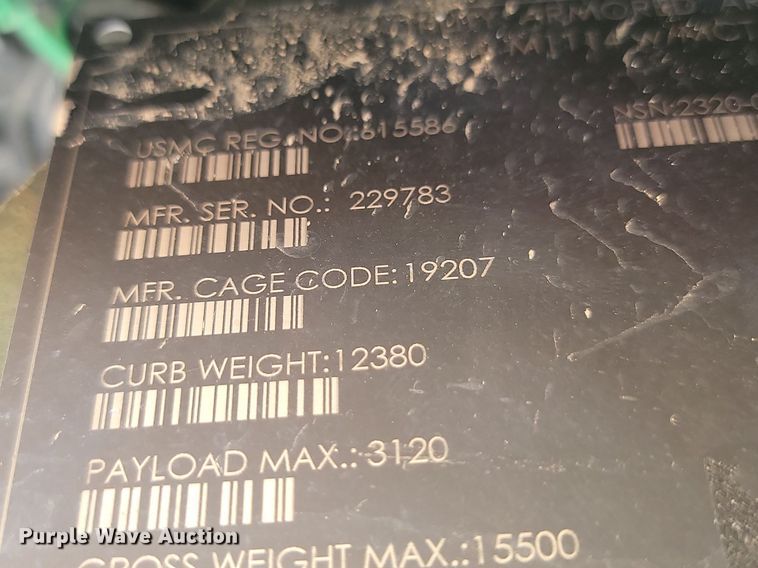 ARMORED
M1114
USMC REG. NO.:615586
NSN:2320-0
MFR. SER. NO.: 229783
MFR. CAGE CODE:19207
CURB WEIGHT:12380
PAYLOAD MAX.:3120
GROSS WEIGHT MAX.:15500
Purple Wave Auction